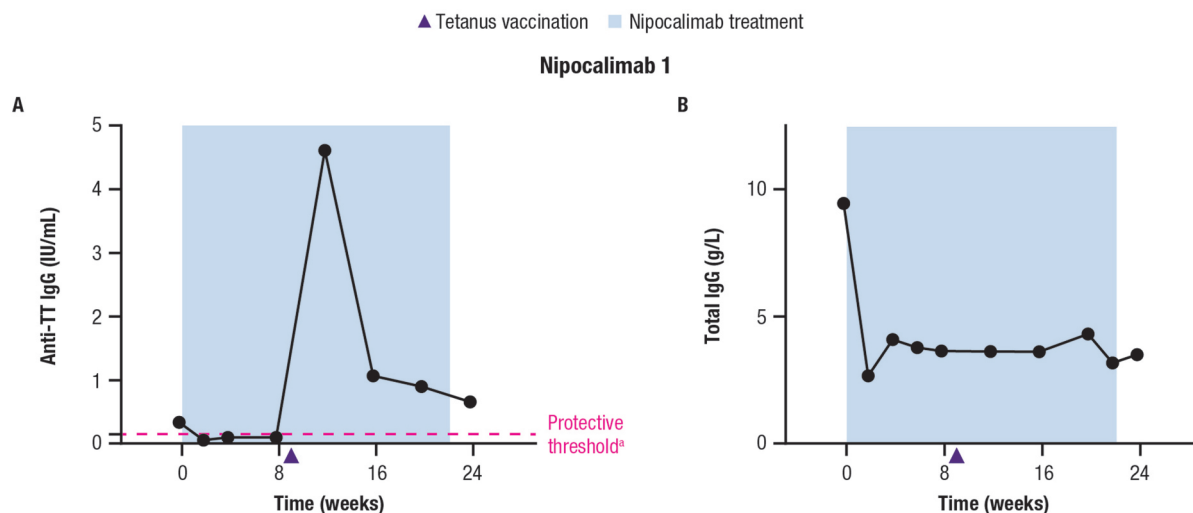 Tetanus vaccination Nipocalimab treatment
Nipocalimab 1
A
5
4
3
2
1
0
Anti-TT IgG (IU/mL)
0 8 16 24
Time (weeks)
Protective
thresholdᵃ
B
10
5
0
Total IgG (g/L)
0 8 16 24
Time (weeks)